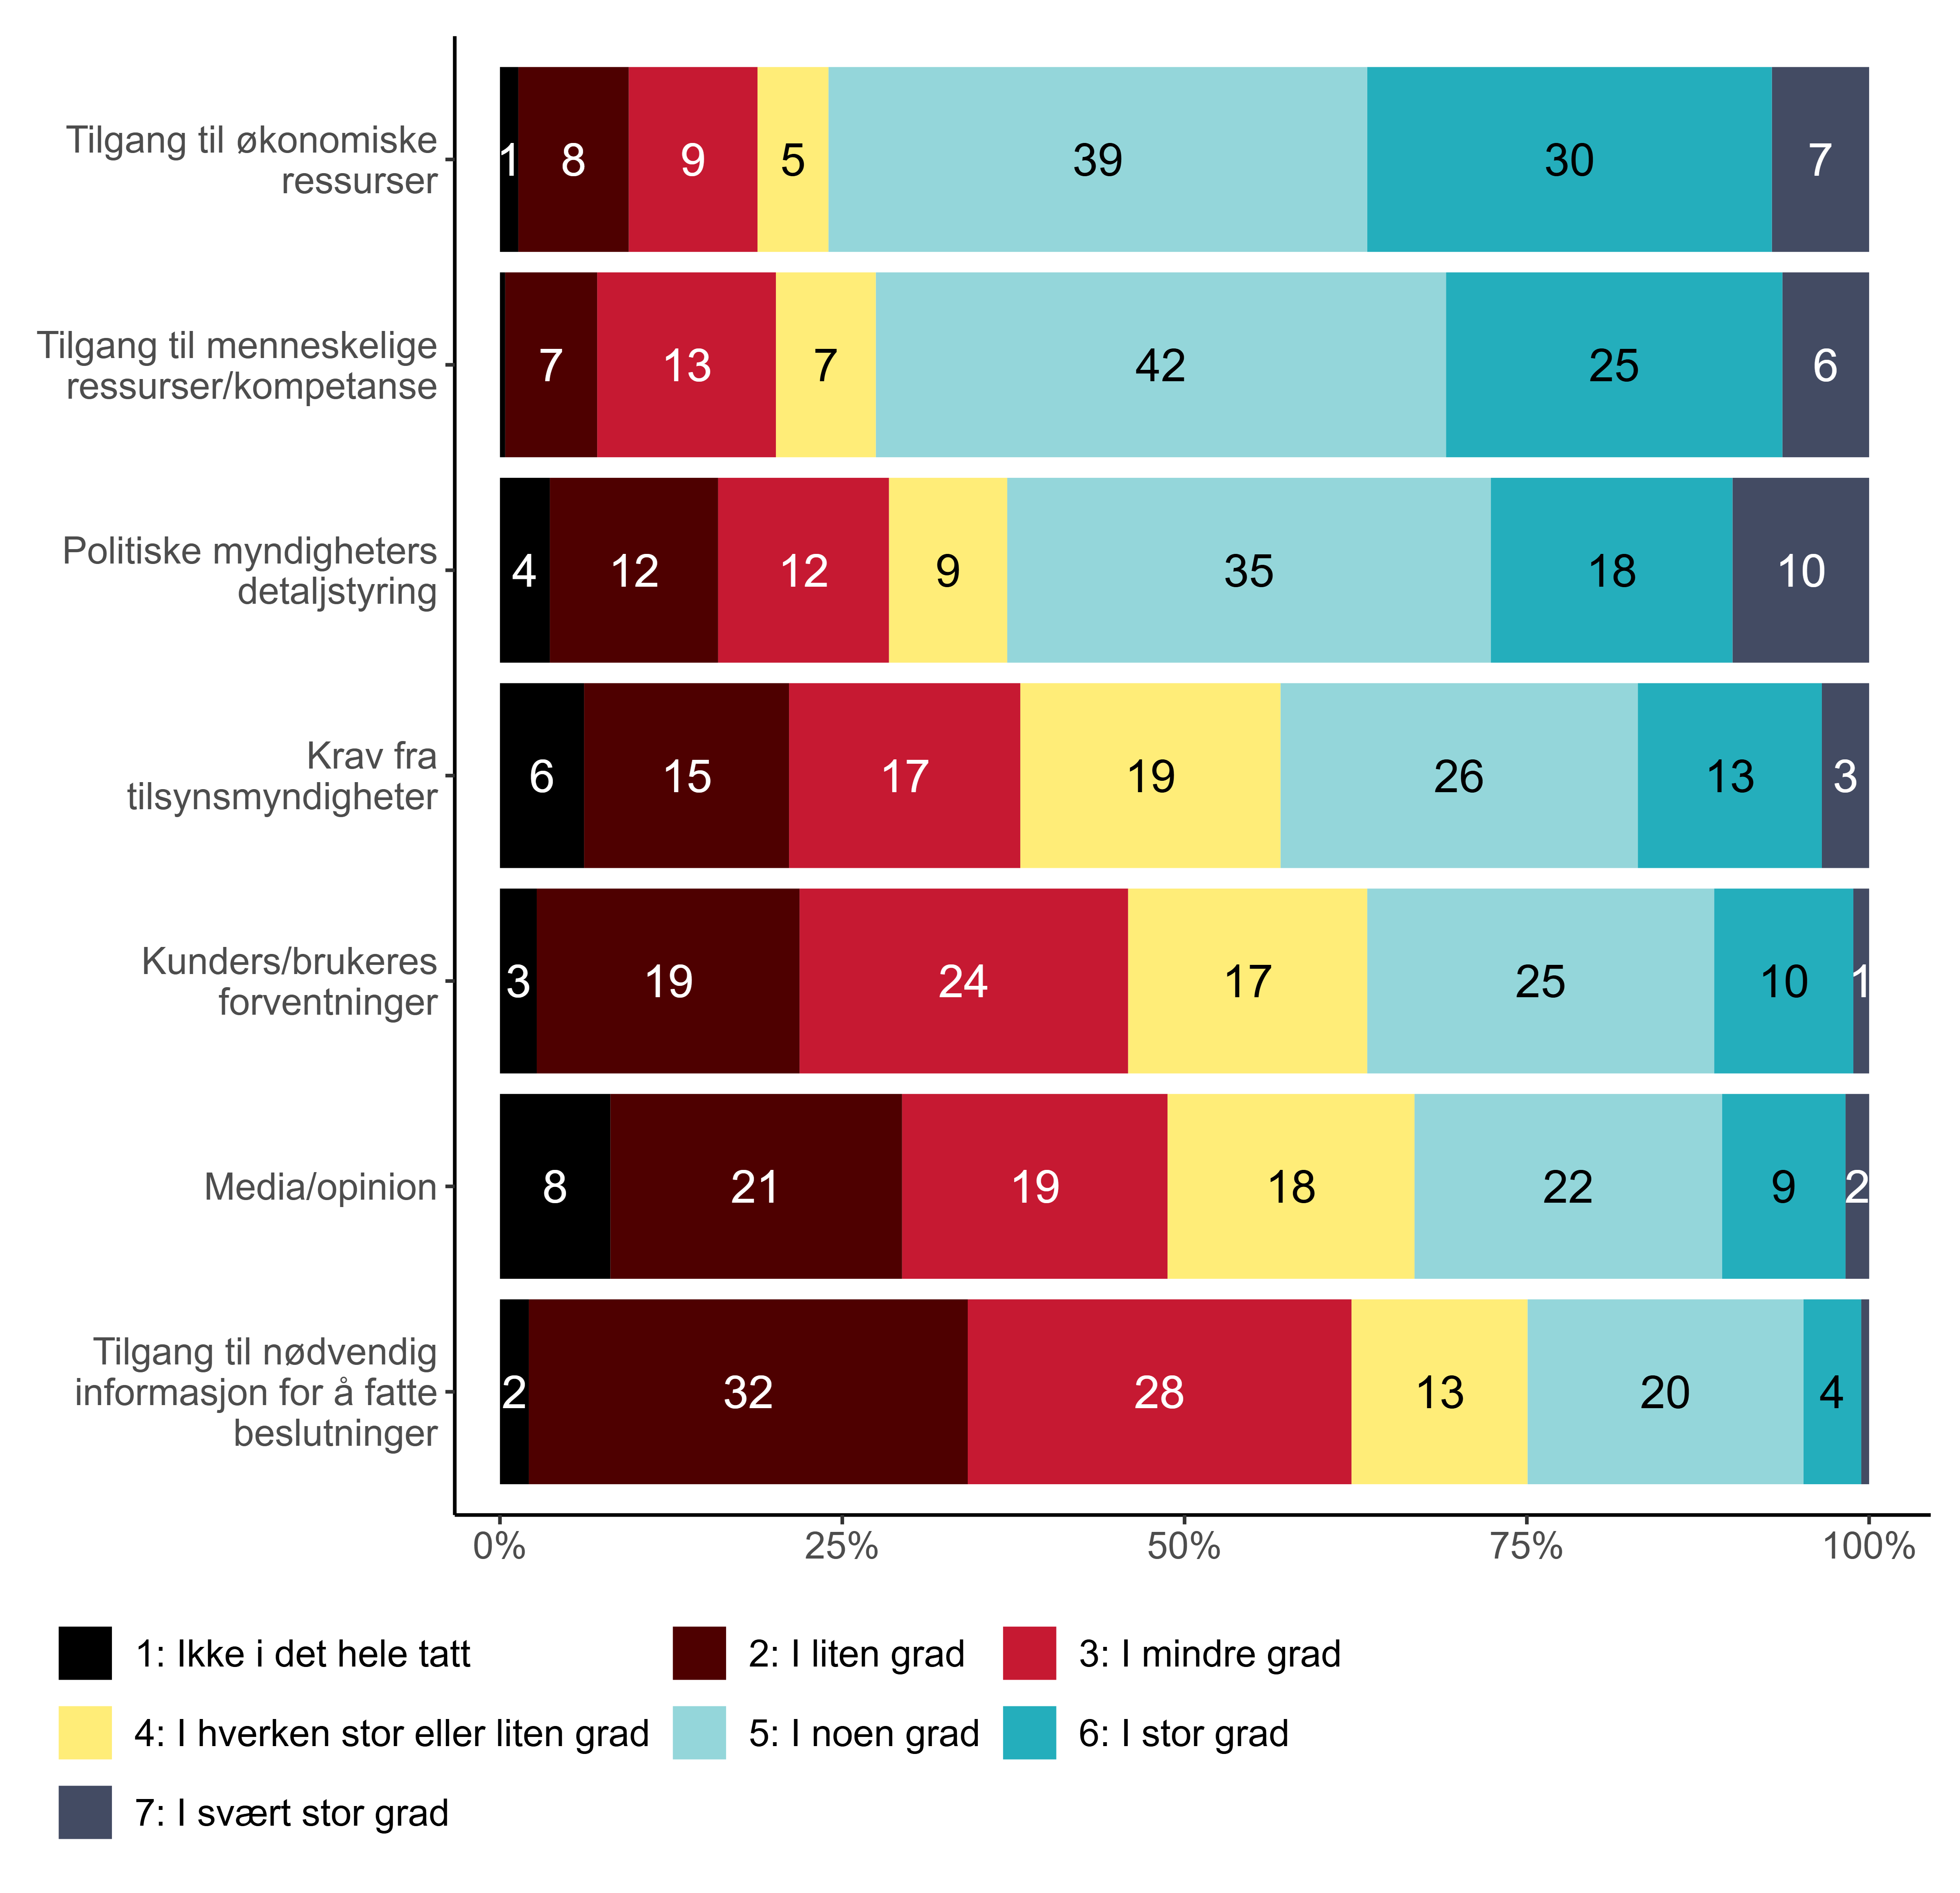 Tilgang til økonomiske
ressurser
1 8 9 5 39 30 7
Tilgang til menneskelige
ressurser/kompetanse
7 13 7 42 25 6
Politiske myndigheters
detaljstyring
4 12 12 9 35 18 10
Krav fra
tilsynsmyndigheter
6 15 17 19 26 13 3
Kunders/brukeres
forventninger
3 19 24 17 25 10 1
Media/opinion
8 21 19 18 22 9 2
Tilgang til nødvendig
informasjon for å fatte
beslutninger
2 32 28 13 20 4
0% 25% 50% 75% 100%
1: Ikke i det hele tatt 2: I liten grad 3: I mindre grad
4: I hverken stor eller liten grad 5: I noen grad 6: I stor grad
7: I svært stor grad